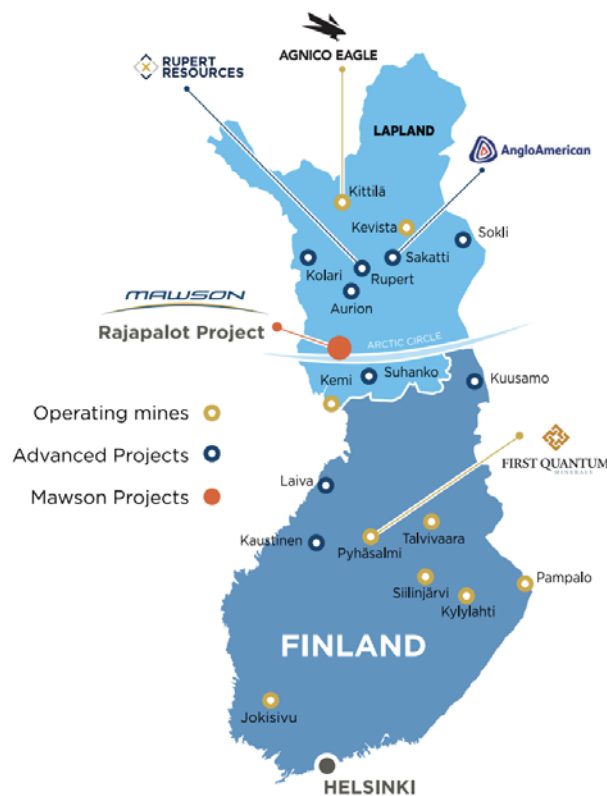 AGNICO EAGLE
RUPERT
RESOURCES
LAPLAND
AngloAmerican
Kittilä
Kevista
Sokli
Sakatti
Kolari
Rupert
Aurion
MAWSON
Rajapalot Project
ARCTIC CIRCLE
Suhanko
Kemi
Kuusamo
Operating mines
Advanced Projects
Mawson Projects
FIRST QUANTUM
MINERALS
Laiva
Talvivaara
Kaustinen
Pyhäsalmi
Pampalo
Siilinjärvi
Kylylahti
FINLAND
Jokisivu
HELSINKI